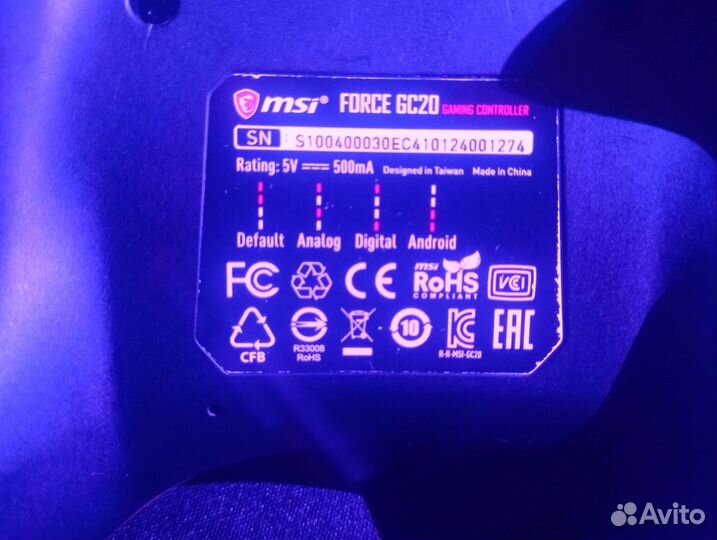 msi® FORCE GC20 GAMING CONTROLLER
SN : S100400030EC410124001274
Rating: 5V 500mA Designed in Taiwan Made in China
Default Analog Digital Android
FC CE msi RoHS COMPLIANT VCI
CFB R33008 RoHS 10 R-R-MSI-GC20 EAC
Avito